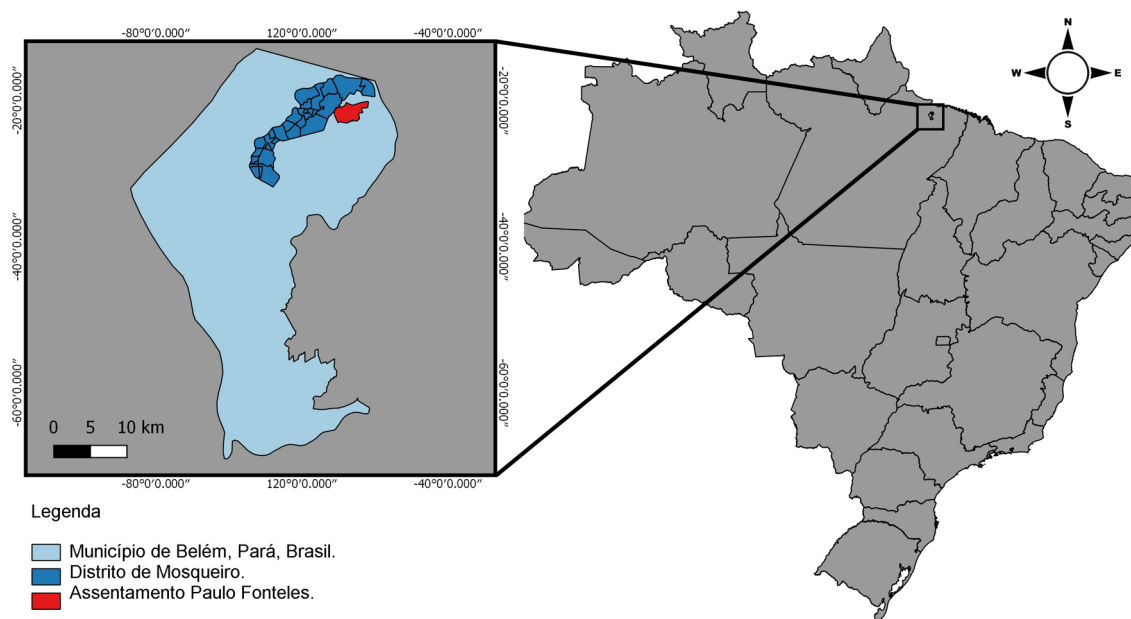 -80°0'0.000" 120°0'0.000" -40°0'0.000"
-20°0'0.000" -20°0'0.000"
-40°0'0.000" -40°0'0.000"
-60°0'0.000" -60°0'0.000"
0 5 10 km
-80°0'0.000" 120°0'0.000" -40°0'0.000"
N
W E
S
Legenda
Município de Belém, Pará, Brasil.
Distrito de Mosqueiro.
Assentamento Paulo Fonteles.